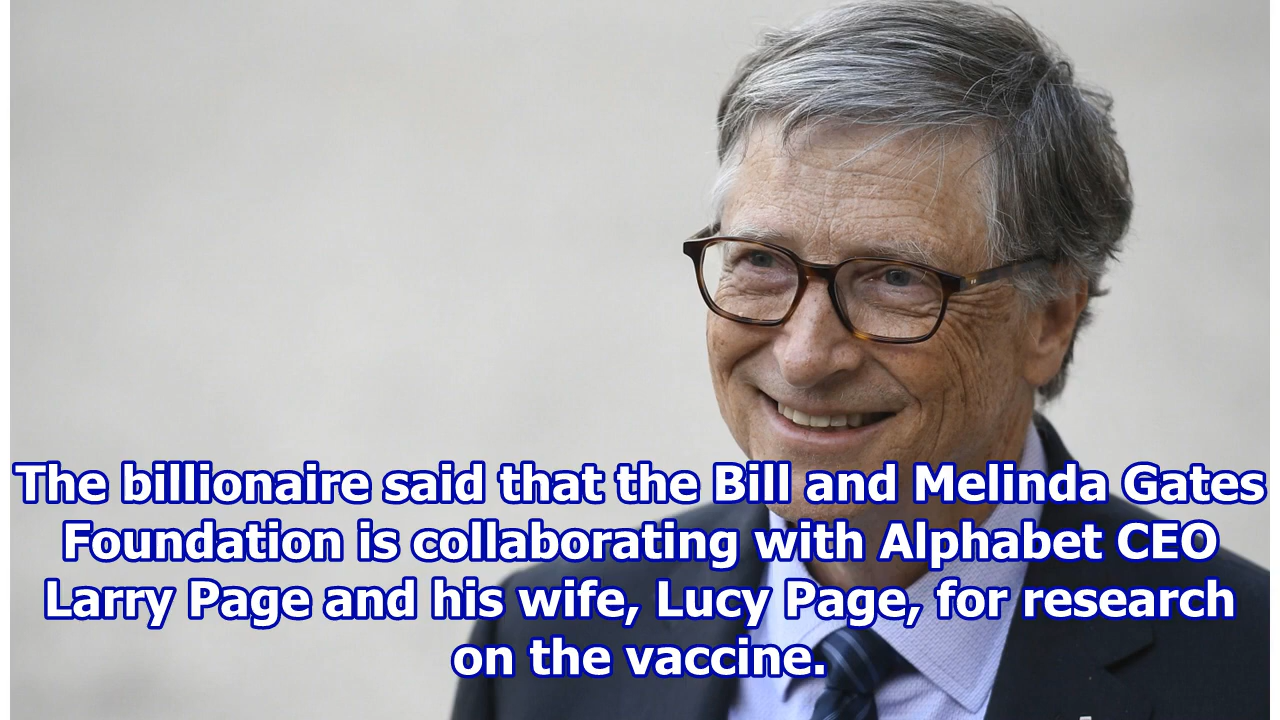 The billionaire said that the Bill and Melinda Gates
Foundation is collaborating with Alphabet CEO
Larry Page and his wife, Lucy Page, for research
on the vaccine.